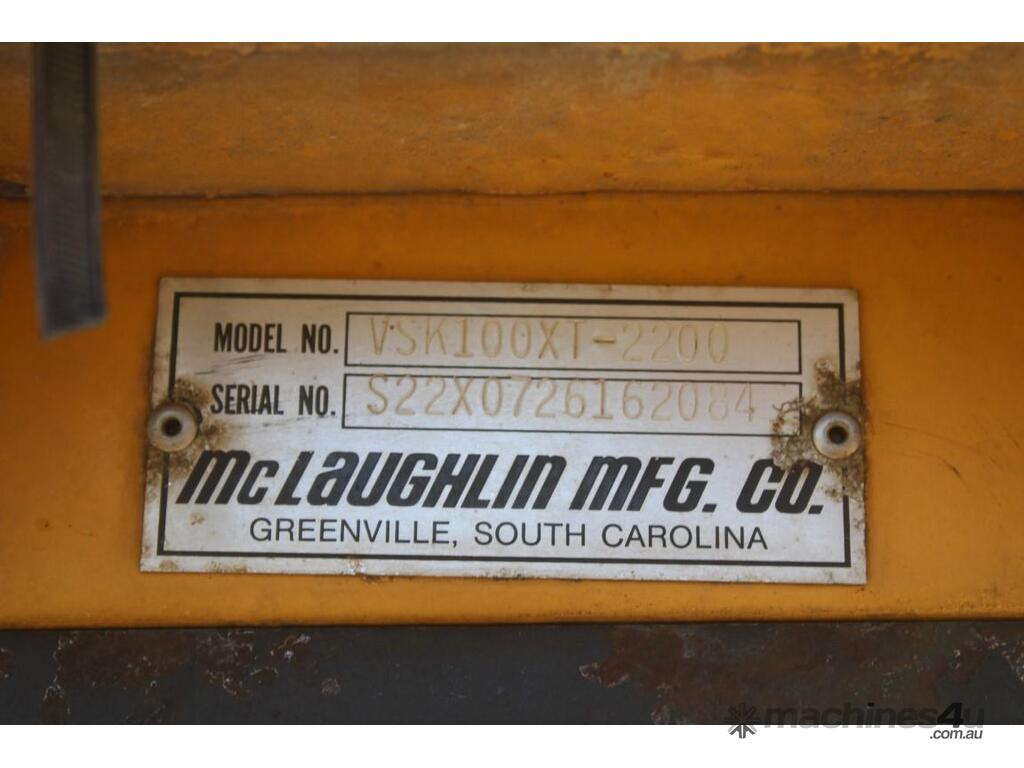 MODEL NO. VSK100XT-2200
SERIAL NO. S22X0726162084
McLAUGHLIN MFG. CO.
GREENVILLE, SOUTH CAROLINA
machines4u
.com.au